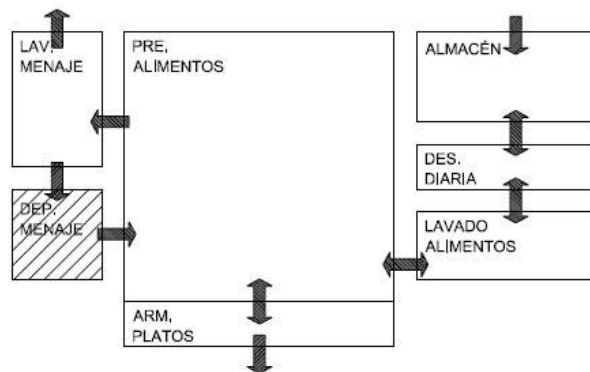 LAV.
MENAJE
PRE.
ALIMENTOS
ALMACÉN
DES.
DIARIA
DEP.
MENAJE
LAVADO
ALIMENTOS
ARM.
PLATOS